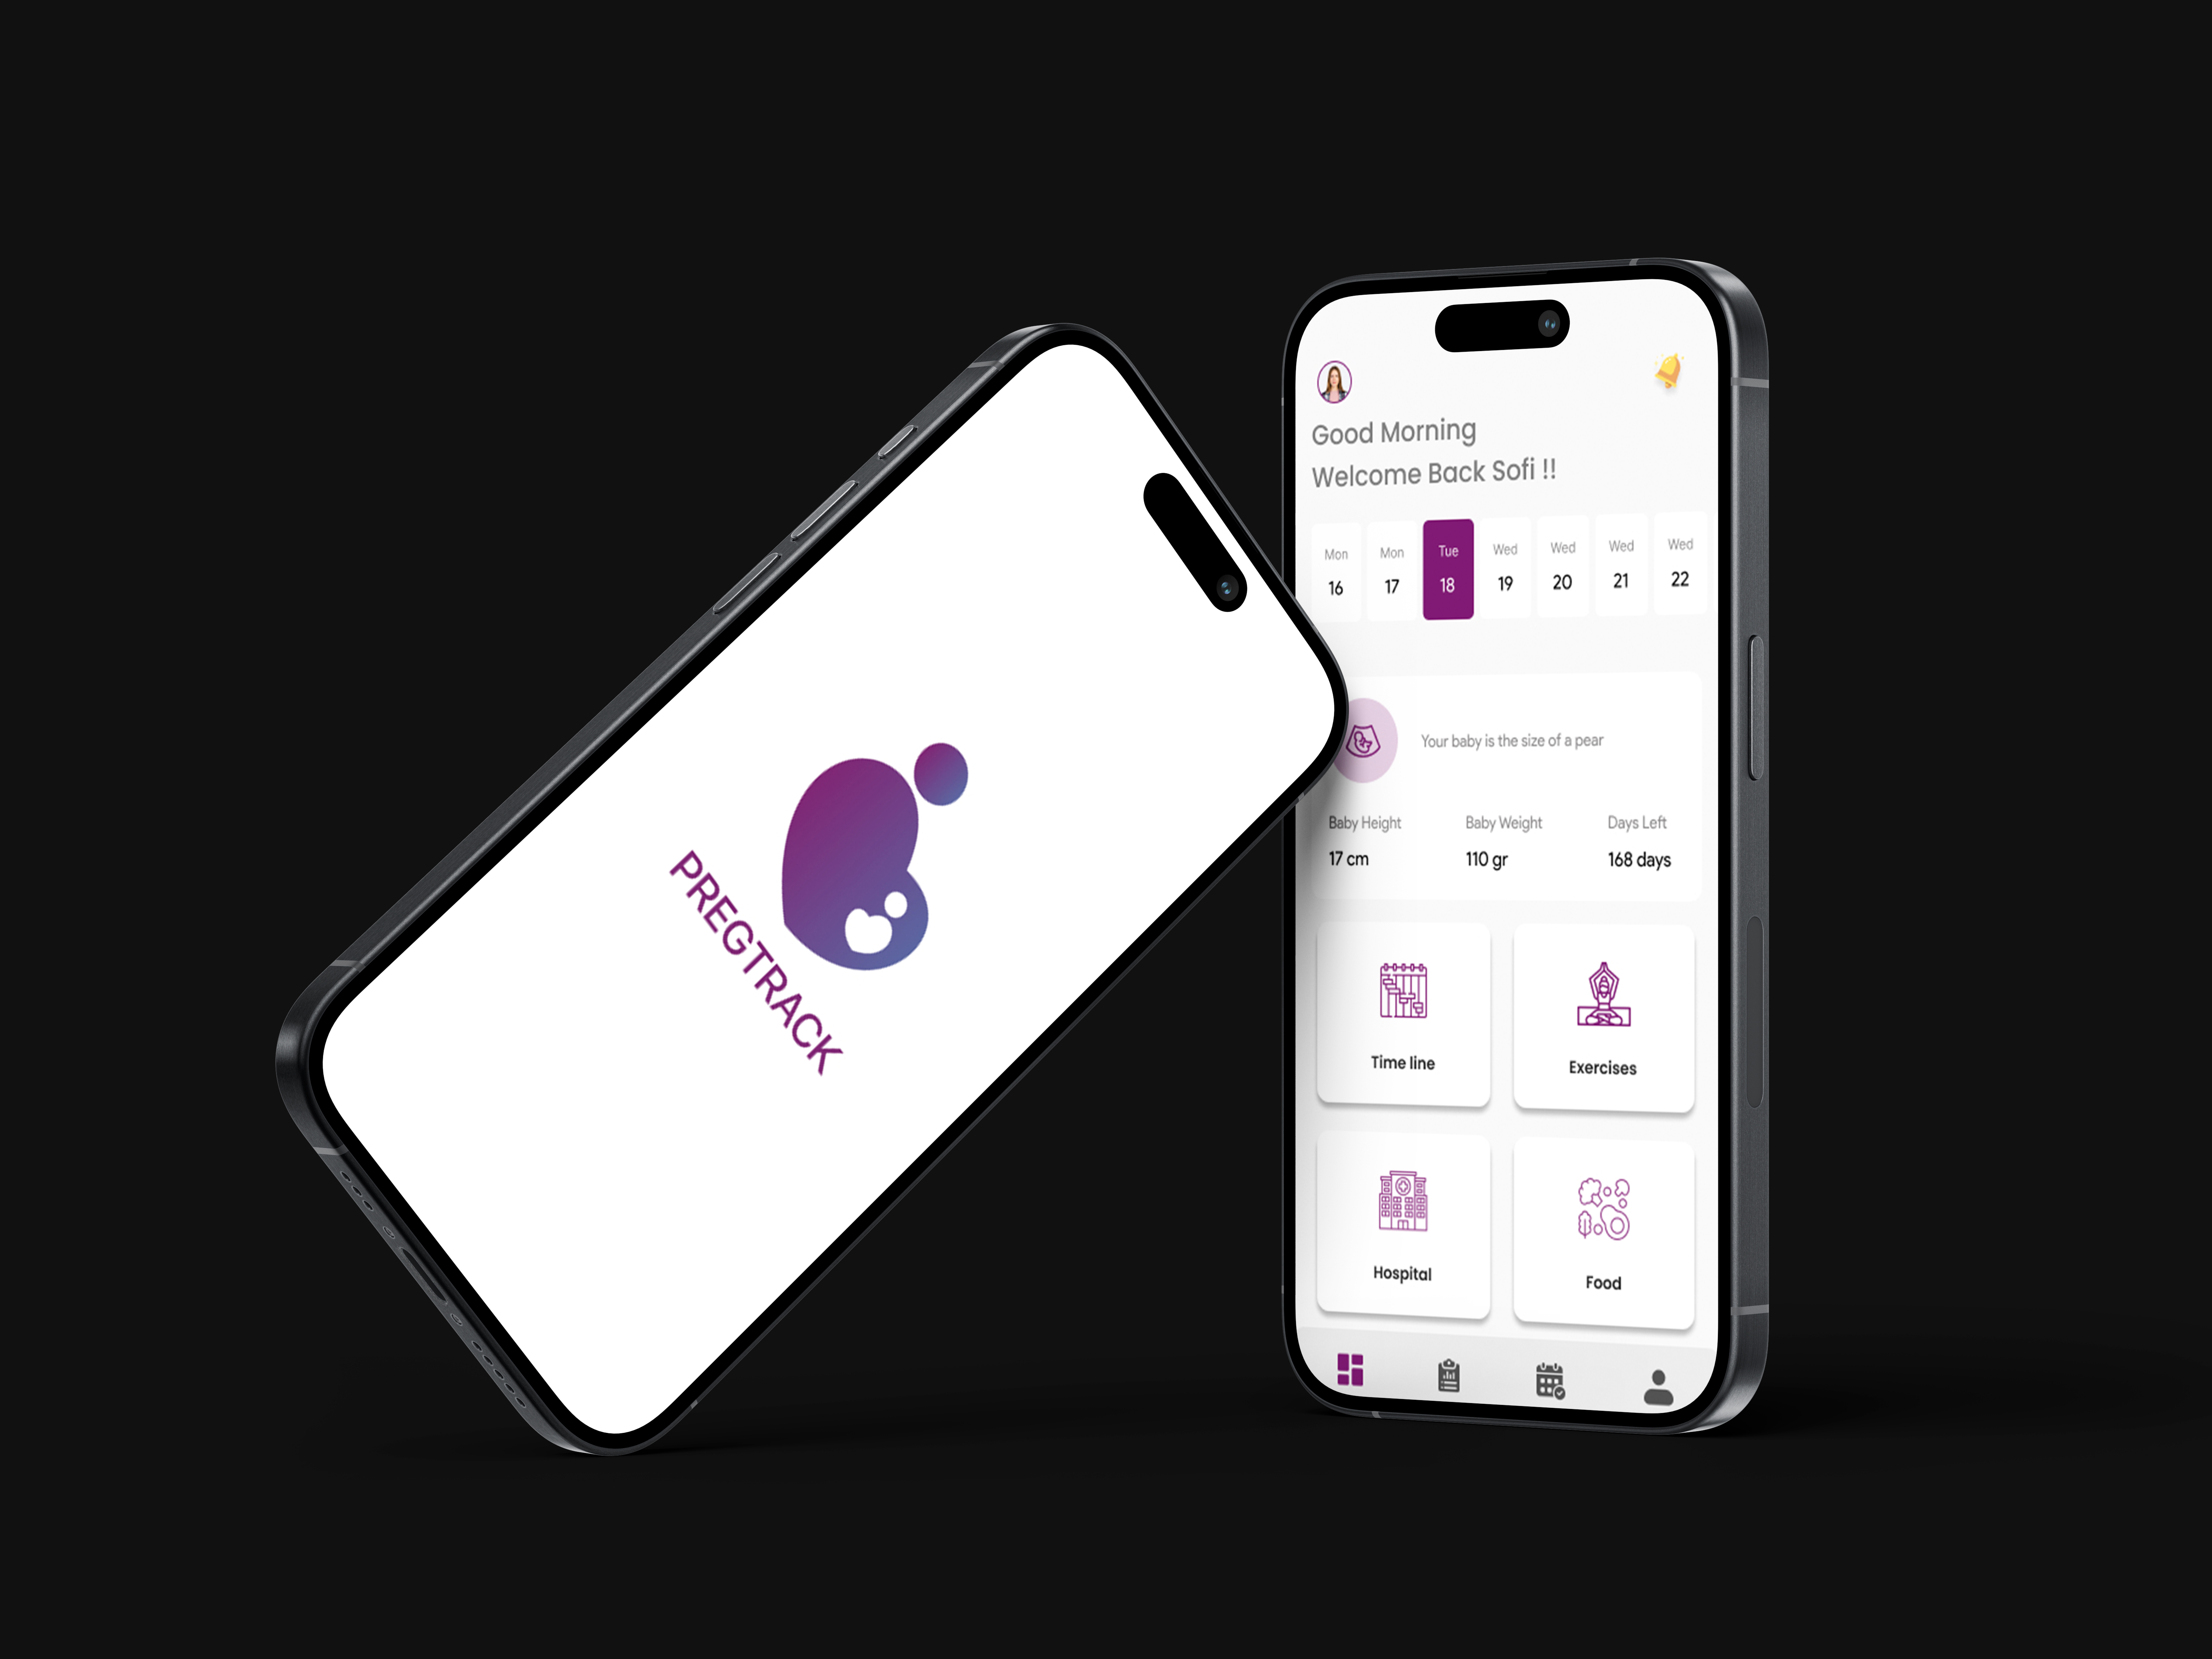 PREGTRACK
Good Morning
Welcome Back Sofi !!
Mon Mon Tue Wed Wed Wed Wed
16 17 18 19 20 21 22
Your baby is the size of a pear
Baby Height Baby Weight Days Left
17 cm 110 gr 168 days
Time line Exercises
Hospital Food